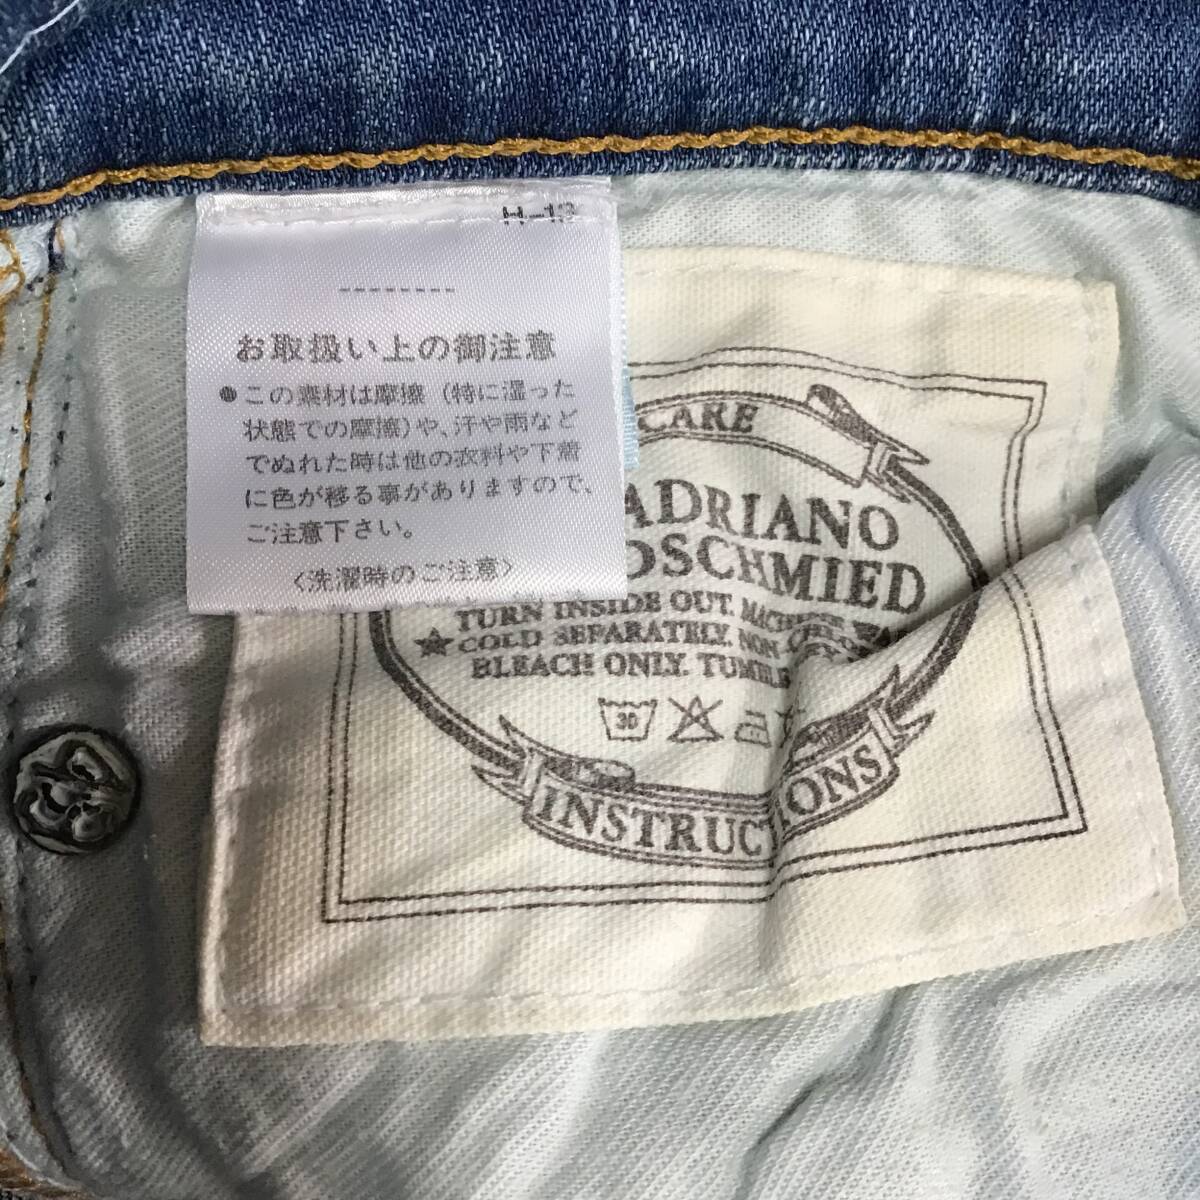 H-13
--------
お取扱い上の御注意
●この素材は摩擦（特に湿った
状態での摩擦）や、汗や雨など
でぬれた時は他の衣料や下着
に色が移る事がありますので、
ご注意下さい。
〈洗濯時のご注意〉
CARE
ADRIANO
OSCHMIED
TURN INSIDE OUT. MACHINE WA
★COLD SEPARATELY. NON-CHLO
BLEACH ONLY. TUMBLE
30
INSTRUCTIONS